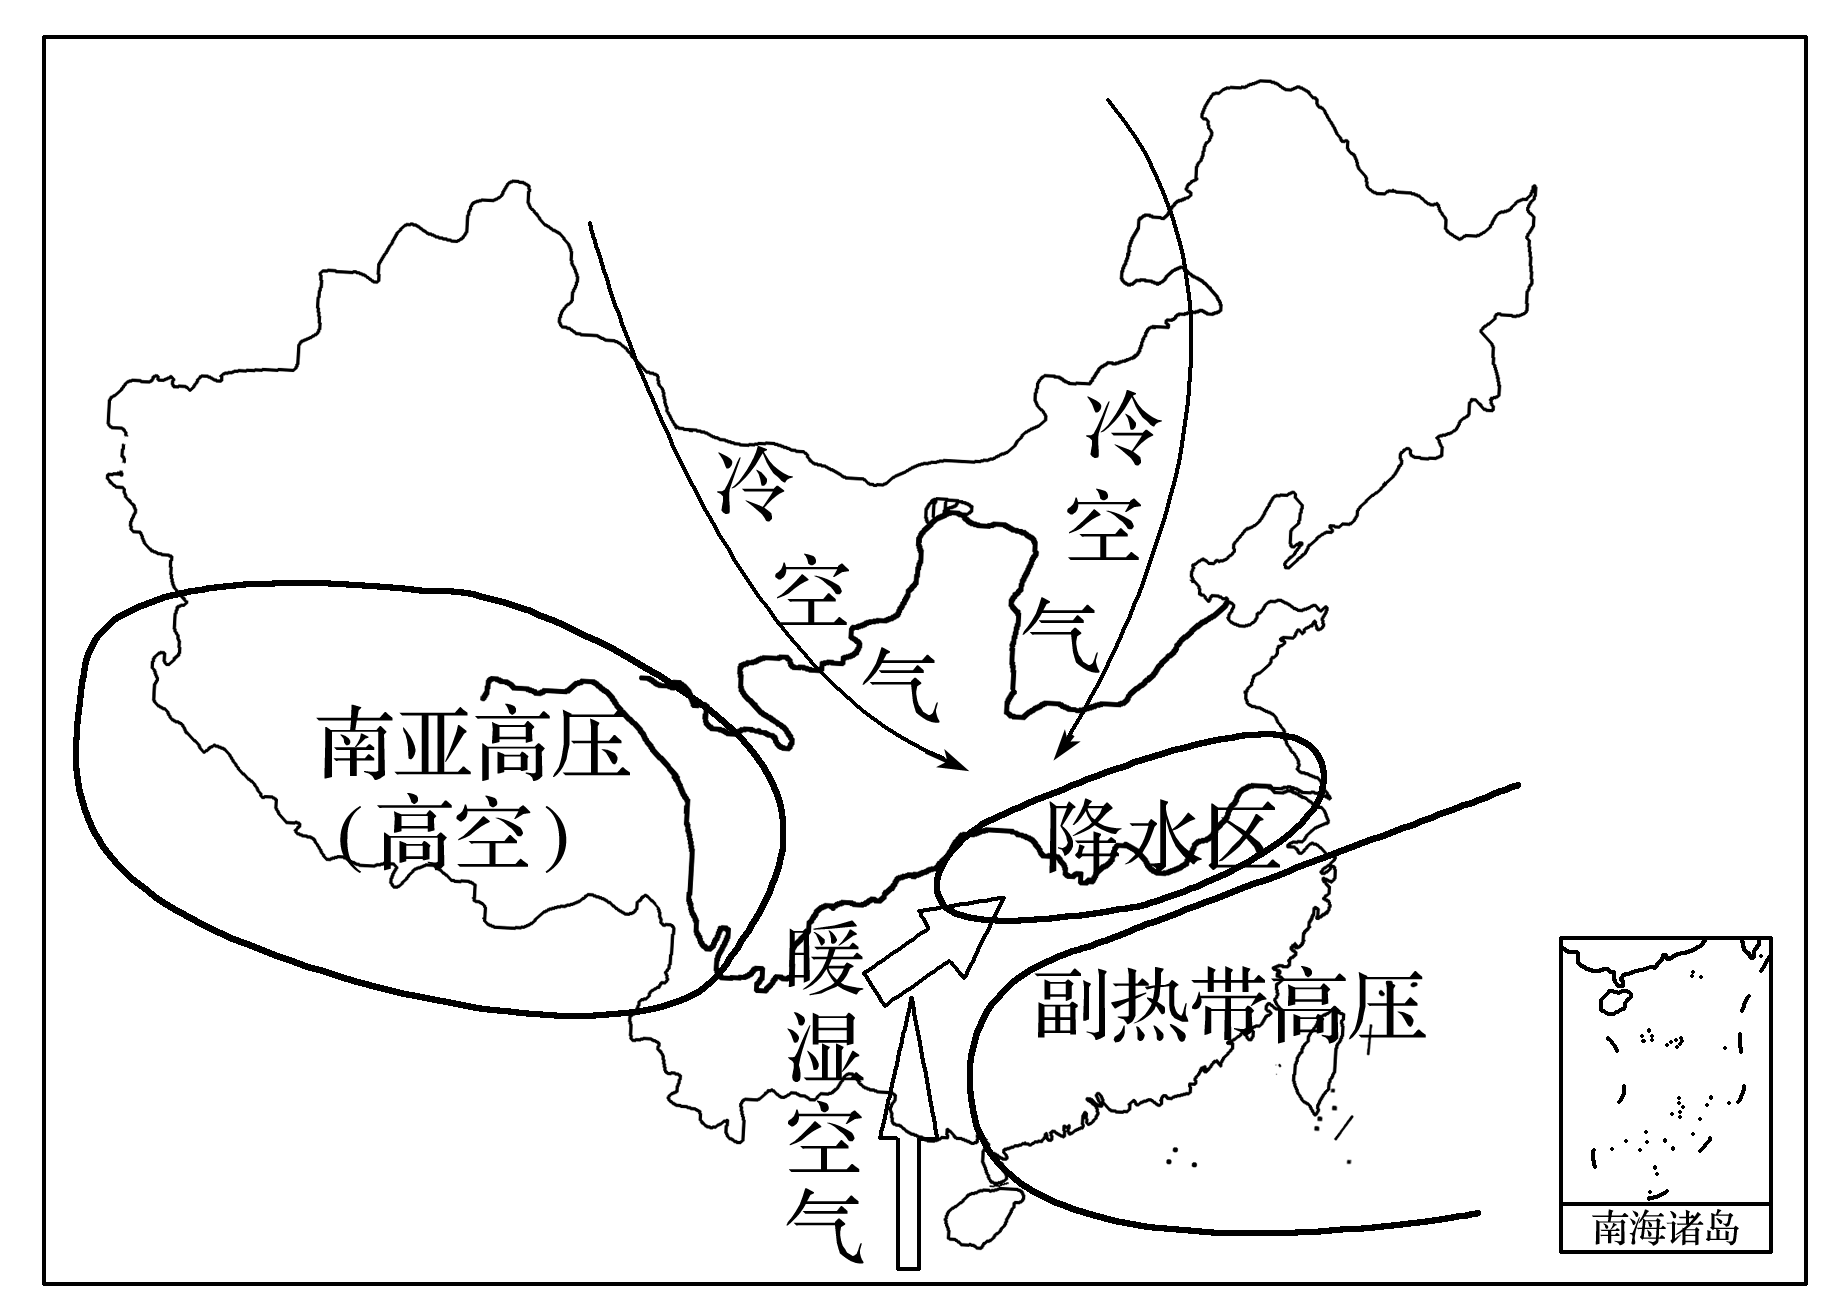 冷空气
冷空气
南亚高压
（高空）
降水区
暖湿空气
副热带高压
南海诸岛